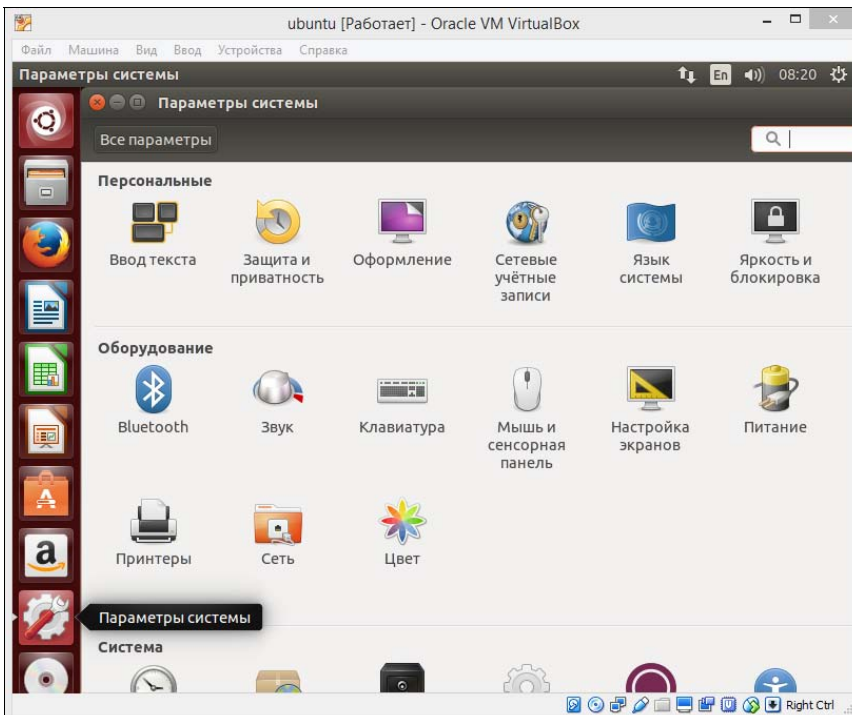 ubuntu [Работает] - Oracle VM VirtualBox
Файл Машина Вид Ввод Устройства Справка
Параметры системы En 08:20
Параметры системы
Все параметры
Персональные
Ввод текста
Защита и
приватность
Оформление
Сетевые
учётные
записи
Язык
системы
Яркость и
блокировка
Оборудование
Bluetooth
Звук
Клавиатура
Мышь и
сенсорная
панель
Настройка
экранов
Питание
Принтеры
Сеть
Цвет
Параметры системы
Система
Right Ctrl